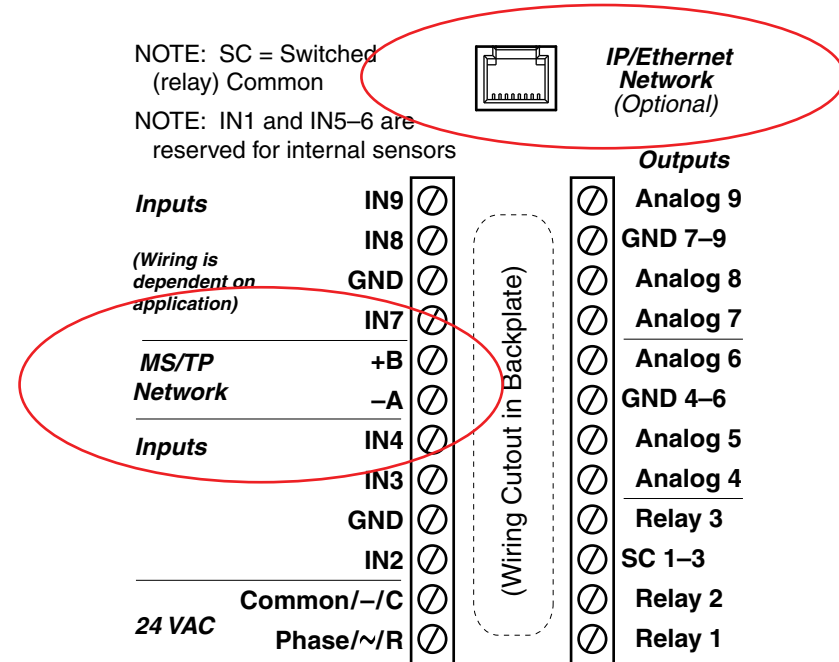 NOTE: SC = Switched
(relay) Common
NOTE: IN1 and IN5–6 are
reserved for internal sensors
IP/Ethernet
Network
(Optional)
Outputs
Inputs
(Wiring is
dependent on
application)
MS/TP
Network
Inputs
24 VAC
IN9
IN8
GND
IN7
+B
–A
IN4
IN3
GND
IN2
Common/–/C
Phase/~/R
(Wiring Cutout in Backplate)
Analog 9
GND 7–9
Analog 8
Analog 7
Analog 6
GND 4–6
Analog 5
Analog 4
Relay 3
SC 1–3
Relay 2
Relay 1